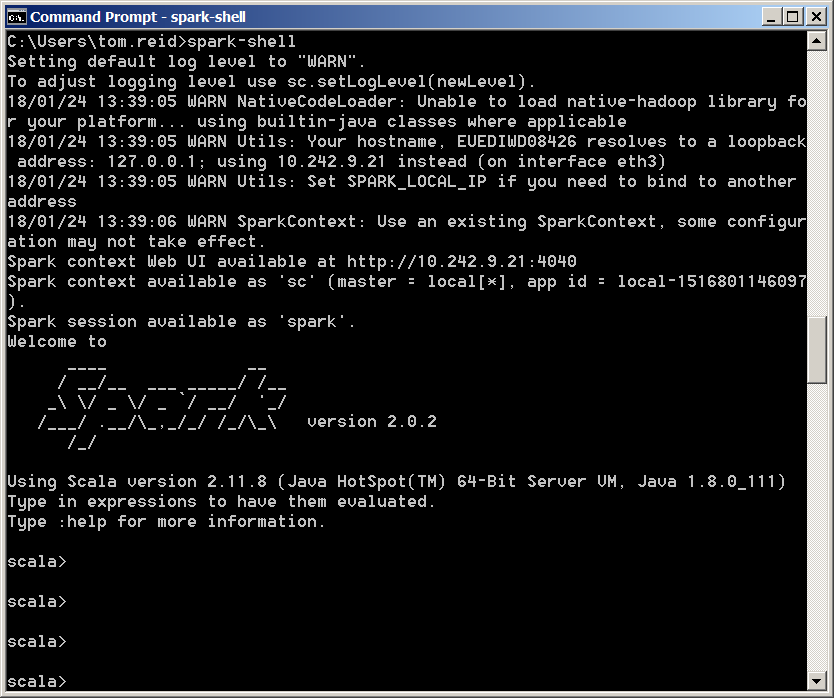 Command Prompt - spark-shell
C:\Users\tom.reid>spark-shell
Setting default log level to "WARN".
To adjust logging level use sc.setLogLevel(newLevel).
18/01/24 13:39:05 WARN NativeCodeLoader: Unable to load native-hadoop library fo
r your platform... using builtin-java classes where applicable
18/01/24 13:39:05 WARN Utils: Your hostname, EUEDIWD08426 resolves to a loopback
 address: 127.0.0.1; using 10.242.9.21 instead (on interface eth3)
18/01/24 13:39:05 WARN Utils: Set SPARK_LOCAL_IP if you need to bind to another
address
18/01/24 13:39:06 WARN SparkContext: Use an existing SparkContext, some configur
ation may not take effect.
Spark context Web UI available at http://10.242.9.21:4040
Spark context available as 'sc' (master = local[*], app id = local-1516801146097
).
Spark session available as 'spark'.
Welcome to
      ____              __
     / __/__  ___ _____/ /__
    _\ \/ _ \/ _ `/ __/  '_/
   /___/ .__/\_,_/_/ /_/\_\   version 2.0.2
      /_/
Using Scala version 2.11.8 (Java HotSpot(TM) 64-Bit Server VM, Java 1.8.0_111)
Type in expressions to have them evaluated.
Type :help for more information.
scala>
scala>
scala>
scala>